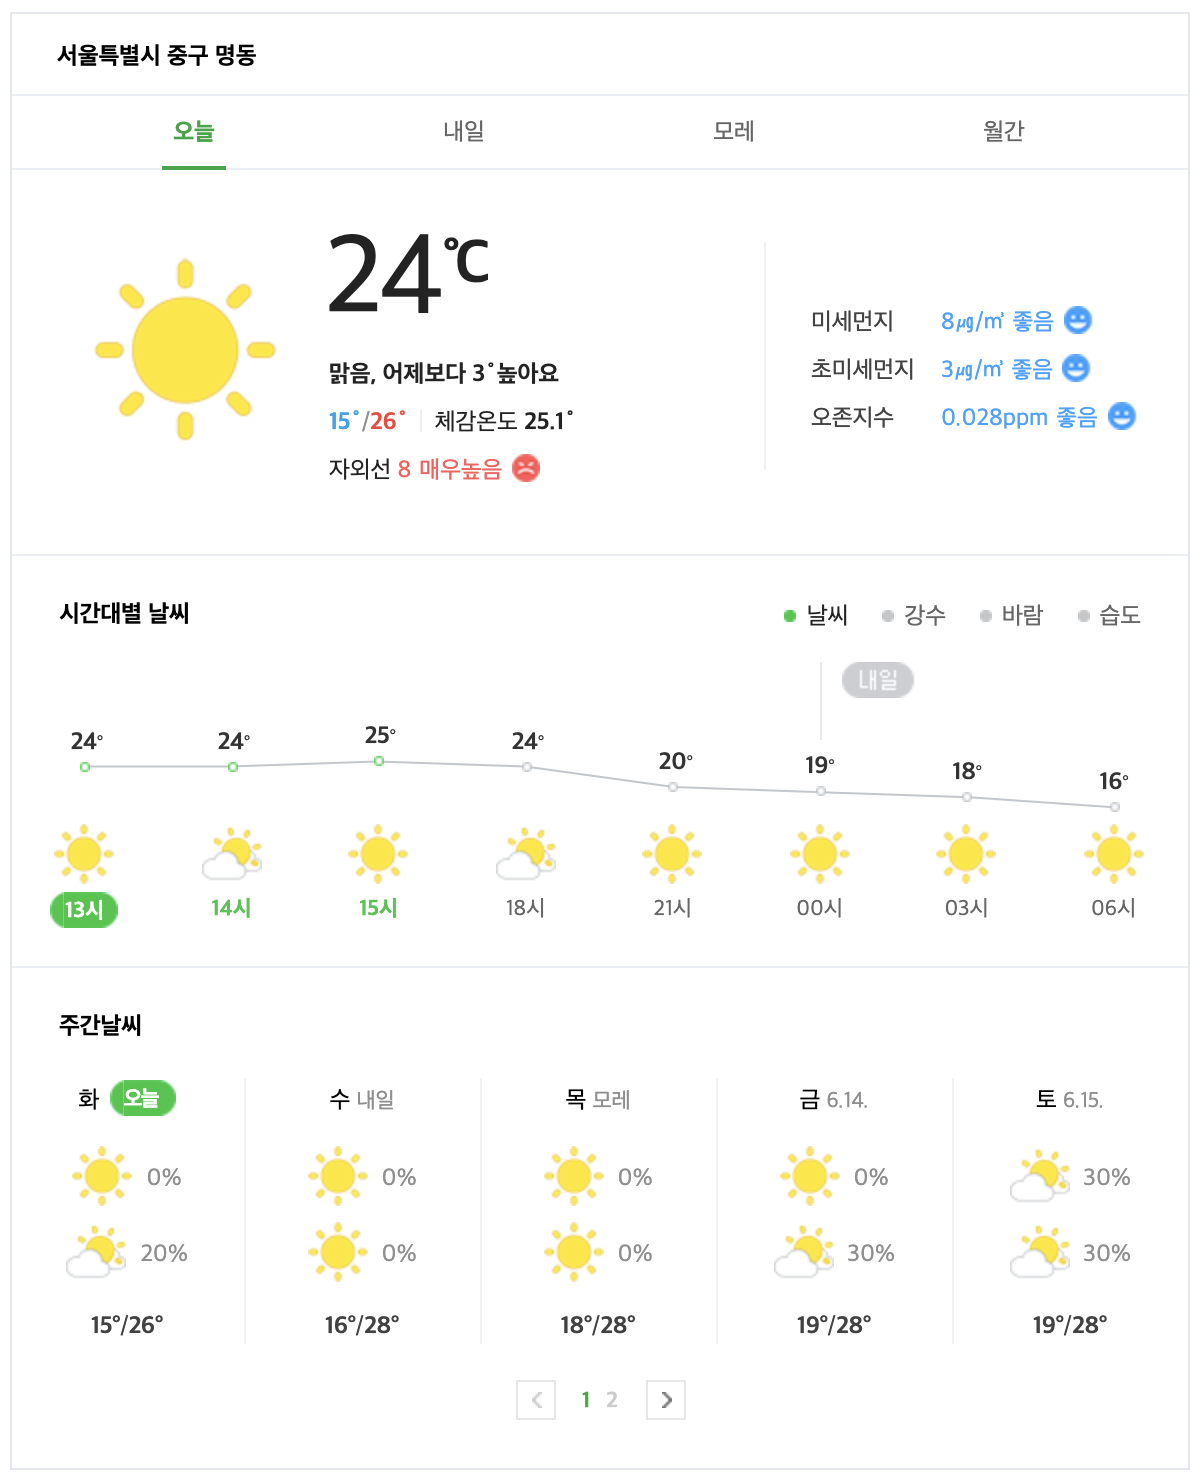 서울특별시 중구 명동
오늘 내일 모레 월간
24℃
맑음, 어제보다 3˚높아요
15˚/26˚ 체감온도 25.1˚
자외선 8 매우높음
미세먼지 8㎍/㎥ 좋음
초미세먼지 3㎍/㎥ 좋음
오존지수 0.028ppm 좋음
시간대별 날씨
날씨 강수 바람 습도
내일
24° 24° 25° 24° 20° 19° 18° 16°
13시 14시 15시 18시 21시 00시 03시 06시
주간날씨
화 오늘 수 내일 목 모레 금 6.14. 토 6.15.
0% 0% 0% 0% 30%
20% 0% 0% 30% 30%
15°/26° 16°/28° 18°/28° 19°/28° 19°/28°
1 2